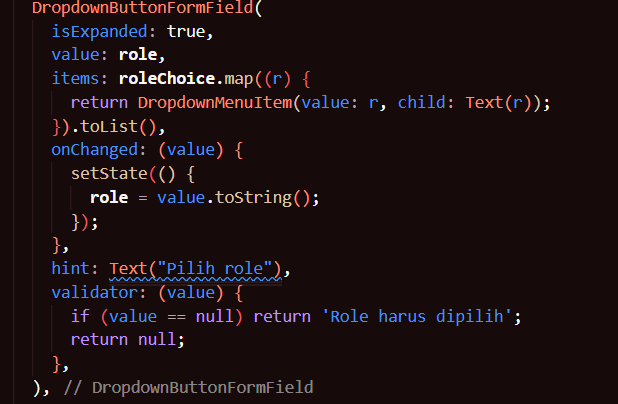 DropdownButtonFormField(
isExpanded: true,
value: role,
items: roleChoice.map((r) {
return DropdownMenuItem(value: r, child: Text(r));
}).toList(),
onChanged: (value) {
setState(() {
role = value.toString();
});
},
hint: Text("Pilih role"),
validator: (value) {
if (value == null) return 'Role harus dipilih';
return null;
},
), // DropdownButtonFormField